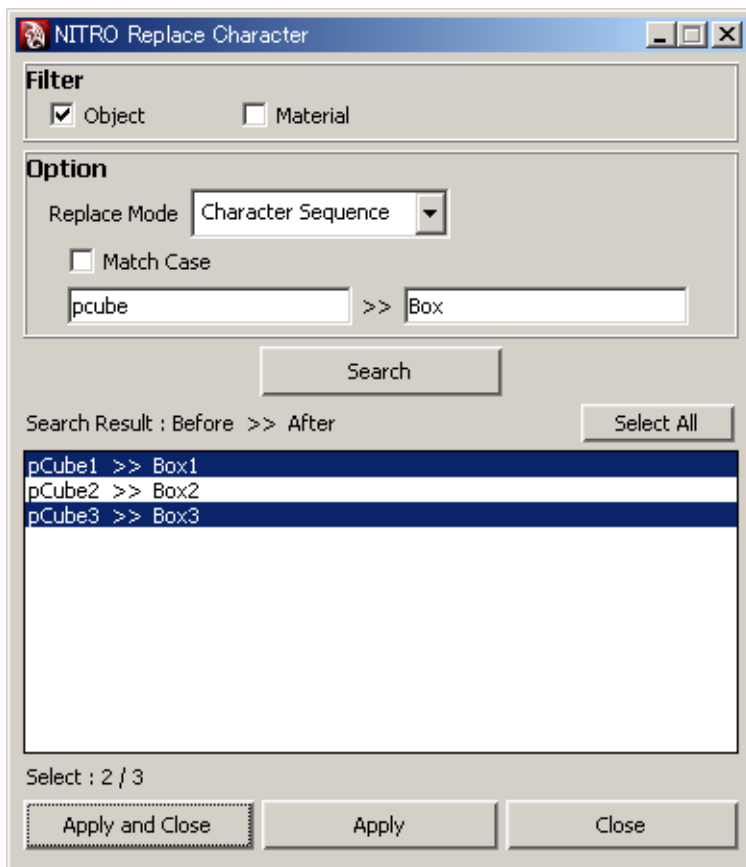 NITRO Replace Character
Filter
Object Material
Option
Replace Mode Character Sequence
Match Case
pcube >> Box
Search
Search Result : Before >> After Select All
pCube1 >> Box1
pCube2 >> Box2
pCube3 >> Box3
Select : 2 / 3
Apply and Close Apply Close